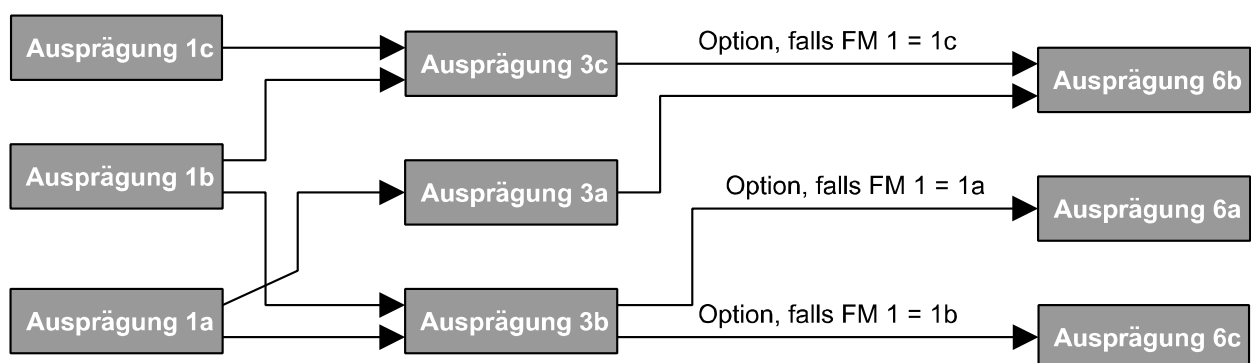 Ausprägung 1c
Ausprägung 3c
Option, falls FM 1 = 1c
Ausprägung 6b
Ausprägung 1b
Ausprägung 3a
Option, falls FM 1 = 1a
Ausprägung 6a
Ausprägung 1a
Ausprägung 3b
Option, falls FM 1 = 1b
Ausprägung 6c